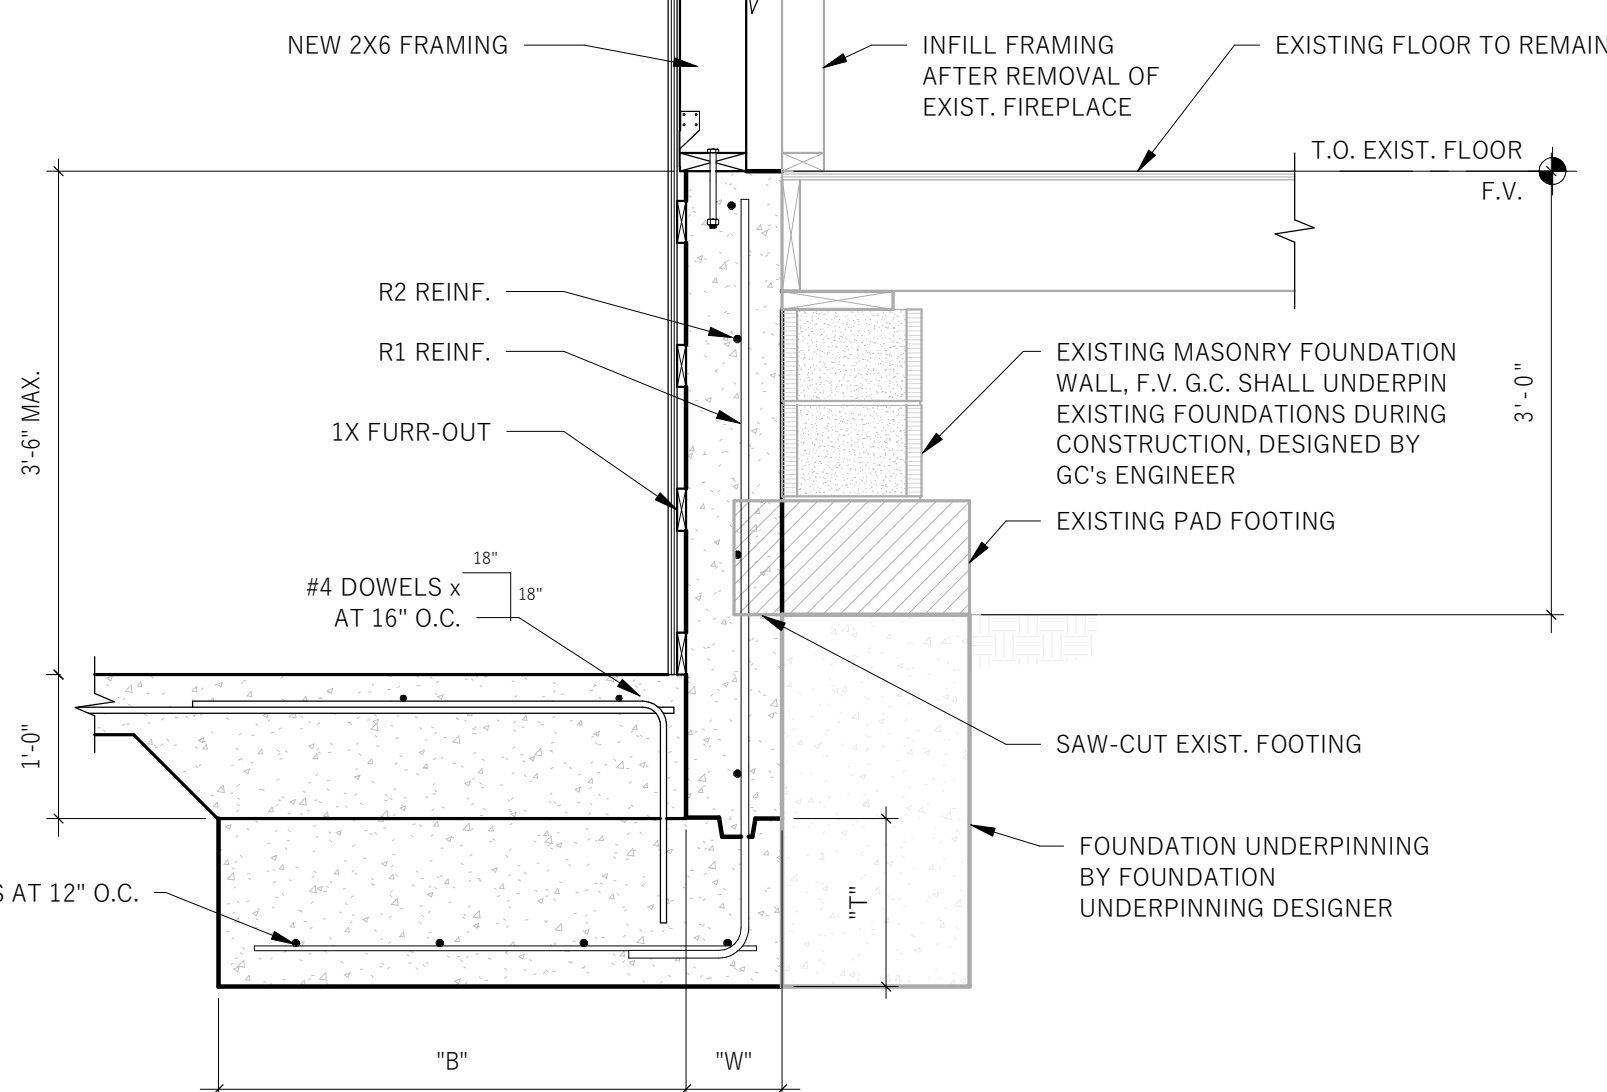 NEW 2X6 FRAMING
INFILL FRAMING
AFTER REMOVAL OF
EXIST. FIREPLACE
EXISTING FLOOR TO REMAIN
T.O. EXIST. FLOOR
F.V.
R2 REINF.
R1 REINF.
1X FURR-OUT
3'-6" MAX.
EXISTING MASONRY FOUNDATION
WALL, F.V. G.C. SHALL UNDERPIN
EXISTING FOUNDATIONS DURING
CONSTRUCTION, DESIGNED BY
GC's ENGINEER
3'-0"
EXISTING PAD FOOTING
18"
#4 DOWELS x
18"
AT 16" O.C.
1'-0"
SAW-CUT EXIST. FOOTING
FOUNDATION UNDERPINNING
BY FOUNDATION
UNDERPINNING DESIGNER
S AT 12" O.C.
"T"
"B"
"W"